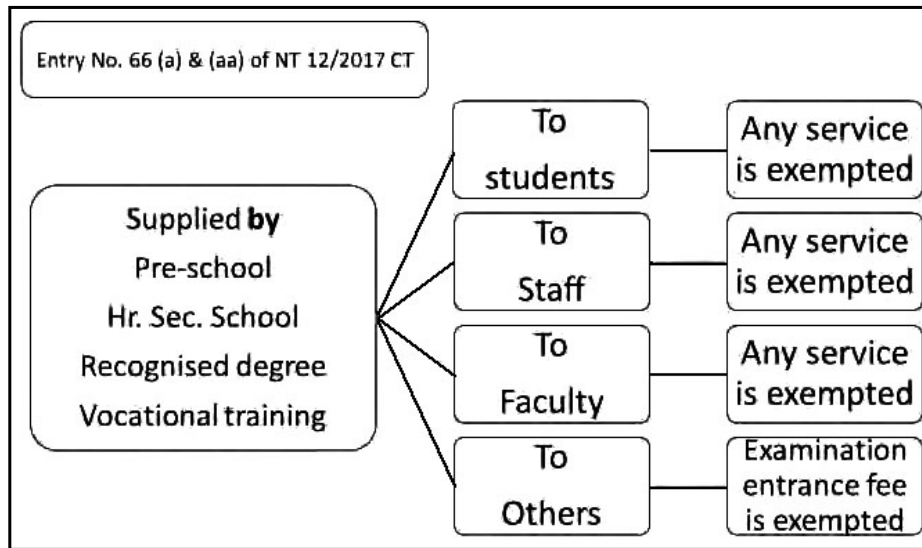 Entry No. 66 (a) & (aa) of NT 12/2017 CT
Supplied by
Pre-school
Hr. Sec. School
Recognised degree
Vocational training
To
students
Any service
is exempted
To
Staff
Any service
is exempted
To
Faculty
Any service
is exempted
To
Others
Examination
entrance fee
is exempted